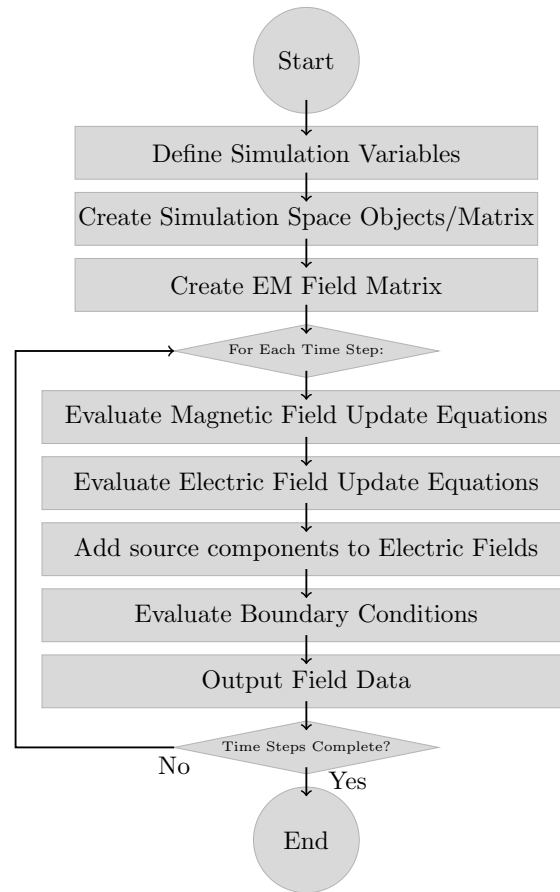 Start
Define Simulation Variables
Create Simulation Space Objects/Matrix
Create EM Field Matrix
For Each Time Step:
Evaluate Magnetic Field Update Equations
Evaluate Electric Field Update Equations
Add source components to Electric Fields
Evaluate Boundary Conditions
Output Field Data
Time Steps Complete?
No
Yes
End